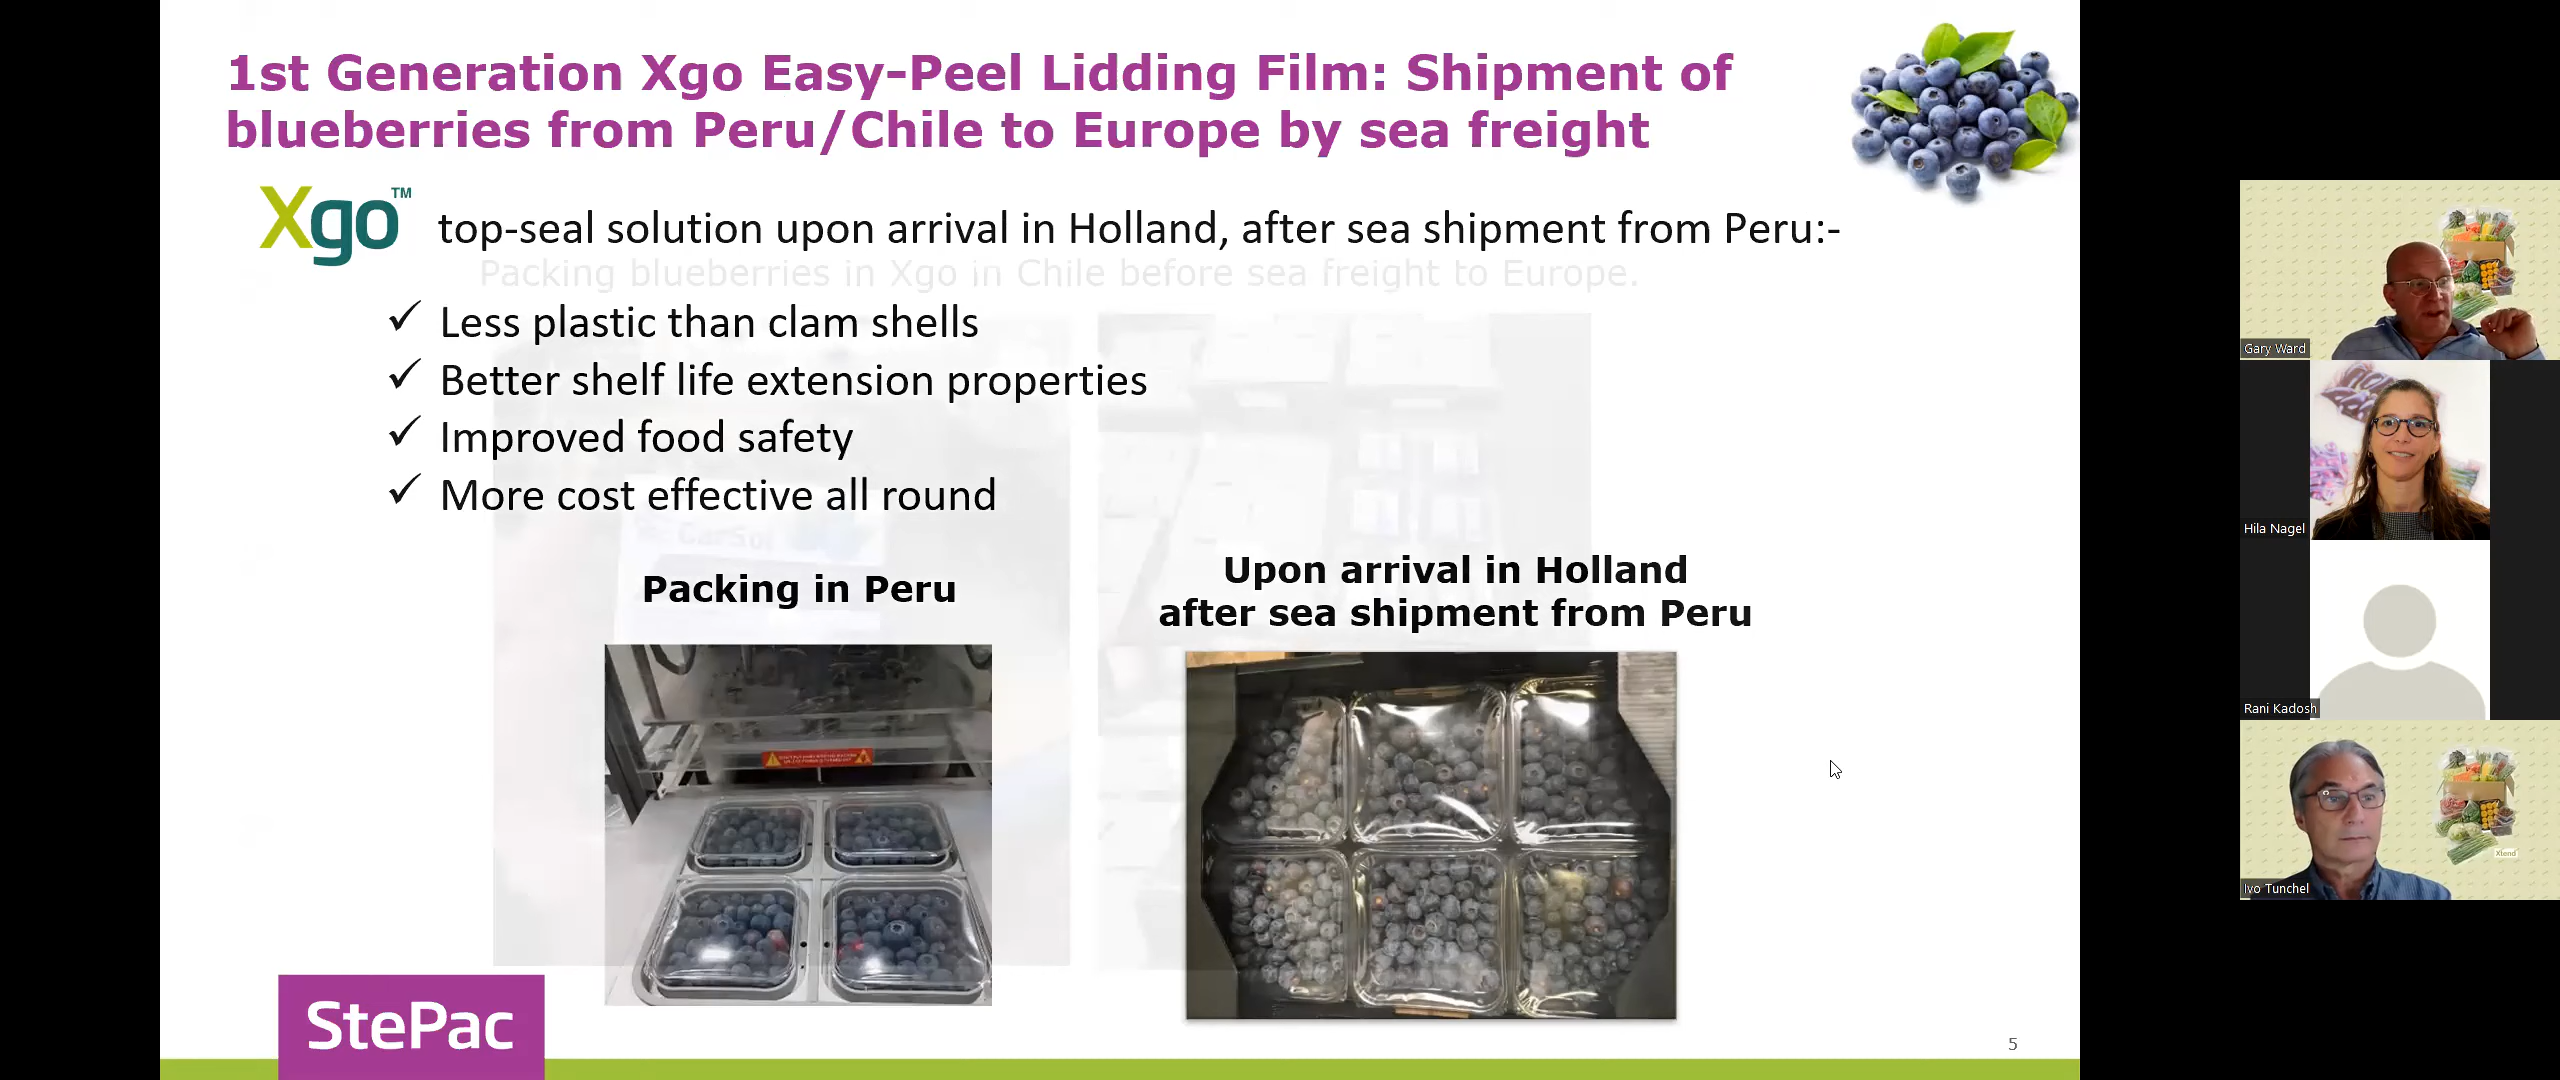 1st Generation Xgo Easy-Peel Lidding Film: Shipment of
blueberries from Peru/Chile to Europe by sea freight
Xgo™ top-seal solution upon arrival in Holland, after sea shipment from Peru:-
Packing blueberries in Xgo in Chile before sea freight to Europe.
✓ Less plastic than clam shells
✓ Better shelf life extension properties
✓ Improved food safety
✓ More cost effective all round
Packing in Peru
Upon arrival in Holland
after sea shipment from Peru
StePac
5
Gary Ward
Hila Nagel
Rani Kadosh
Xtend
Ivo Tunchel